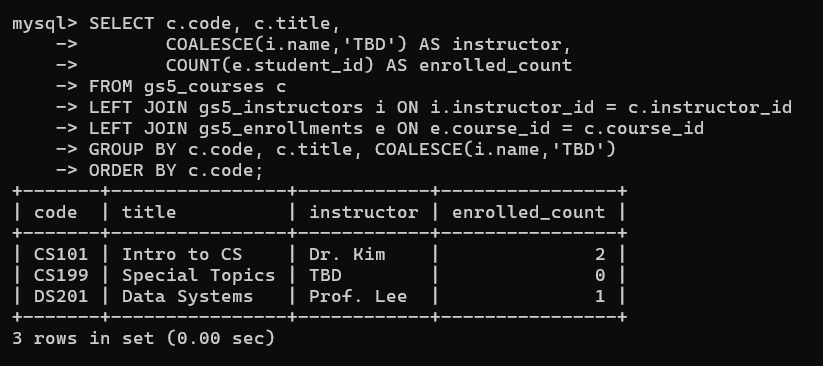 mysql> SELECT c.code, c.title,
    ->        COALESCE(i.name,'TBD') AS instructor,
    ->        COUNT(e.student_id) AS enrolled_count
    -> FROM gs5_courses c
    -> LEFT JOIN gs5_instructors i ON i.instructor_id = c.instructor_id
    -> LEFT JOIN gs5_enrollments e ON e.course_id = c.course_id
    -> GROUP BY c.code, c.title, COALESCE(i.name,'TBD')
    -> ORDER BY c.code;
+-------+----------------+------------+----------------+
| code  | title          | instructor | enrolled_count |
+-------+----------------+------------+----------------+
| CS101 | Intro to CS    | Dr. Kim    |              2 |
| CS199 | Special Topics | TBD        |              0 |
| DS201 | Data Systems   | Prof. Lee  |              1 |
+-------+----------------+------------+----------------+
3 rows in set (0.00 sec)